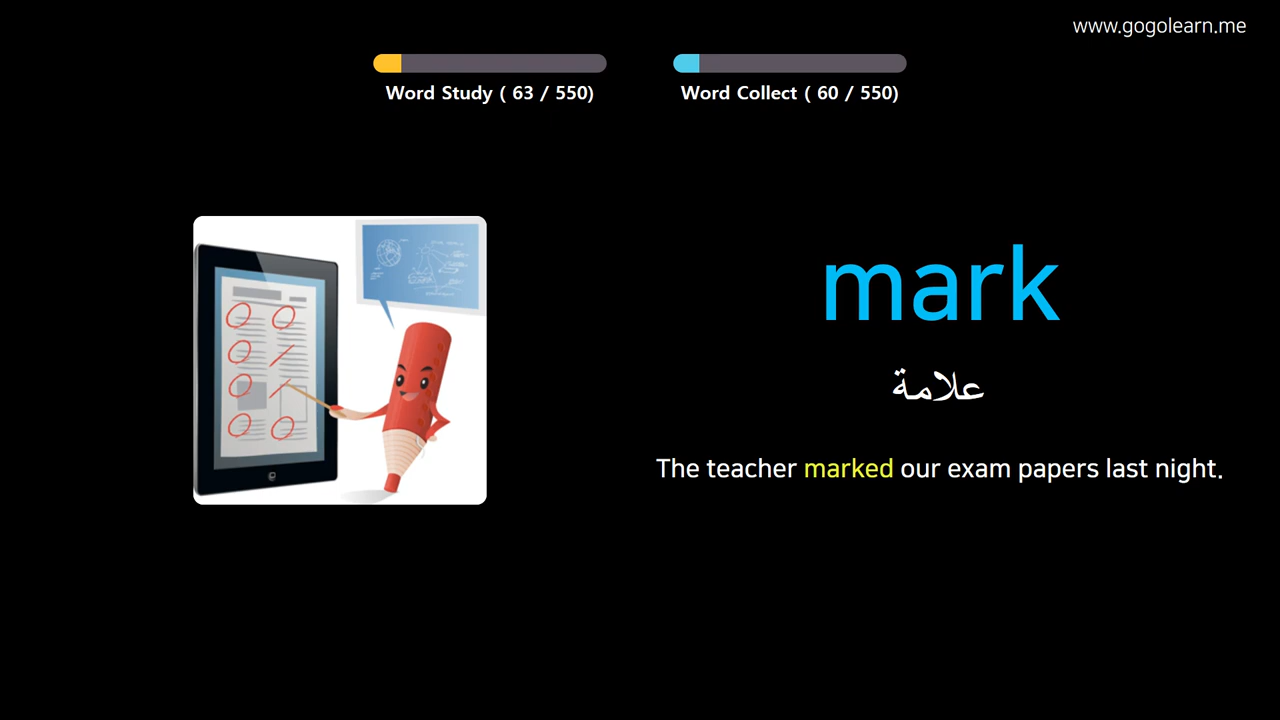 www.gogolearn.me
Word Study ( 63 / 550)
Word Collect ( 60 / 550)
mark
علامة
The teacher marked our exam papers last night.